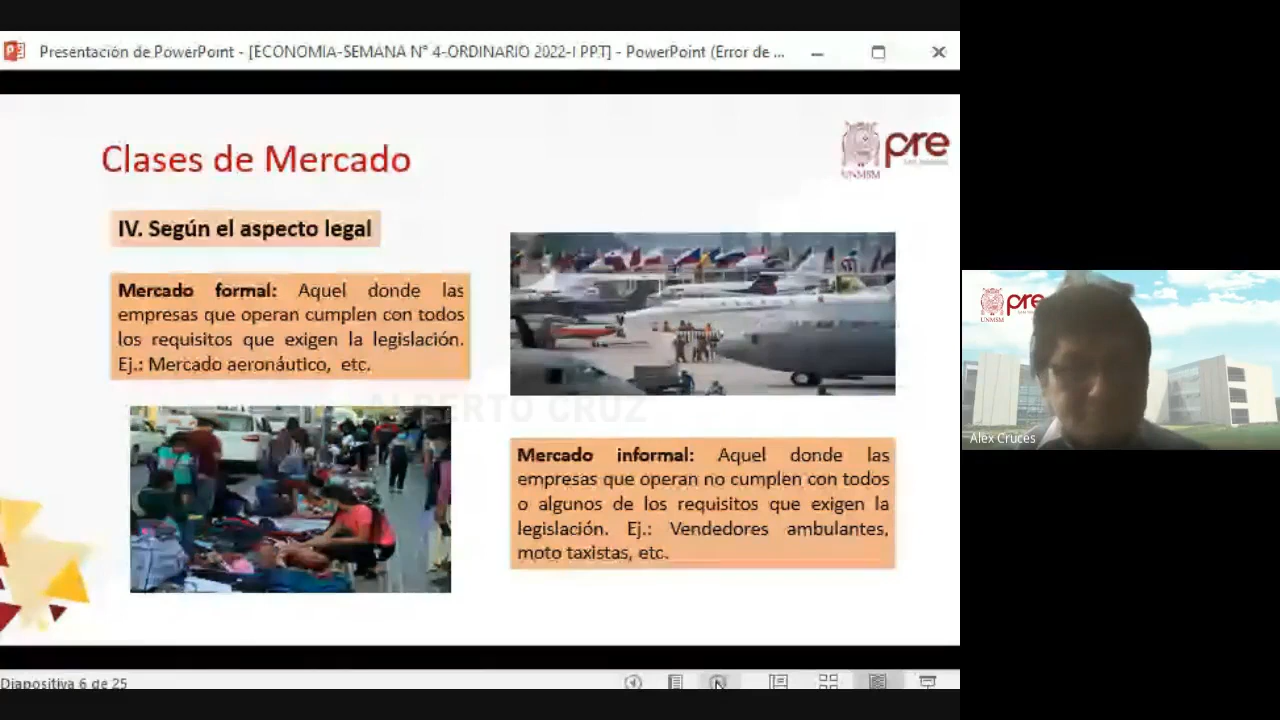 Presentación de PowerPoint - [ECONOMIA-SEMANA N° 4-ORDINARIO 2022-I PPT] - PowerPoint (Error de ...
pre
UNMSM
Clases de Mercado
IV. Según el aspecto legal
Mercado formal: Aquel donde las
empresas que operan cumplen con todos
los requisitos que exigen la legislación.
Ej.: Mercado aeronáutico, etc.
ALBERTO CRUZ
Mercado informal: Aquel donde las
empresas que operan no cumplen con todos
o algunos de los requisitos que exigen la
legislación. Ej.: Vendedores ambulantes,
moto taxistas, etc.
Diapositiva 6 de 25
pre
UNMSM
Alex Cruces